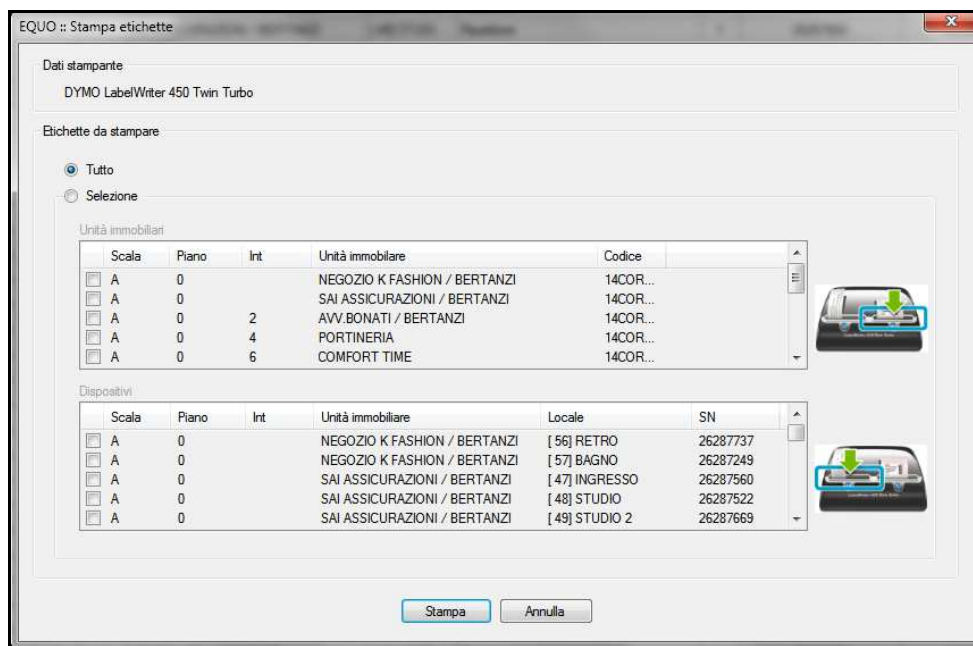 EQUO :: Stampa etichette
Dati stampante
DYMO LabelWriter 450 Twin Turbo
Etichette da stampare
Tutto
Selezione
Unità immobiliari
Scala Piano Int Unità immobilare Codice
A 0 NEGOZIO K FASHION / BERTANZI 14COR...
A 0 SAI ASSICURAZIONI / BERTANZI 14COR...
A 0 2 AVV.BONATI / BERTANZI 14COR...
A 0 4 PORTINERIA 14COR...
A 0 6 COMFORT TIME 14COR...
Dispositivi
Scala Piano Int Unità immobiliare Locale SN
A 0 NEGOZIO K FASHION / BERTANZI [ 56] RETRO 26287737
A 0 NEGOZIO K FASHION / BERTANZI [ 57] BAGNO 26287249
A 0 SAI ASSICURAZIONI / BERTANZI [ 47] INGRESSO 26287560
A 0 SAI ASSICURAZIONI / BERTANZI [ 48] STUDIO 26287522
A 0 SAI ASSICURAZIONI / BERTANZI [ 49] STUDIO 2 26287669
Stampa Annulla